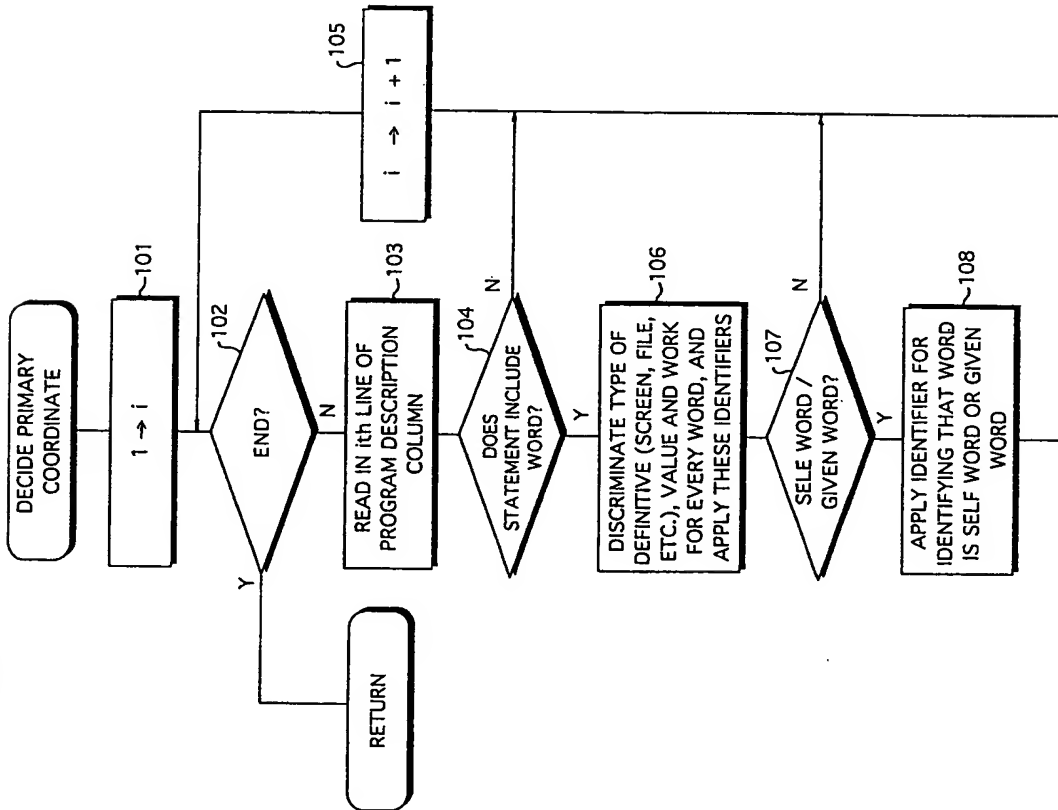 DECIDE PRIMARY
COORDINATE
101
1 → i
102
END?
Y
N
RETURN
103
READ IN ith LINE OF
PROGRAM DESCRIPTION
COLUMN
104
DOES
STATEMENT INCLUDE
WORD?
N
Y
105
i → i + 1
106
DISCRIMINATE TYPE OF
DEFINITIVE (SCREEN, FILE,
ETC.), VALUE AND WORK
FOR EVERY WORD, AND
APPLY THESE IDENTIFIERS
107
SELE WORD /
GIVEN WORD?
N
Y
108
APPLY IDENTIFIER FOR
IDENTIFYING THAT WORD
IS SELF WORD OR GIVEN
WORD